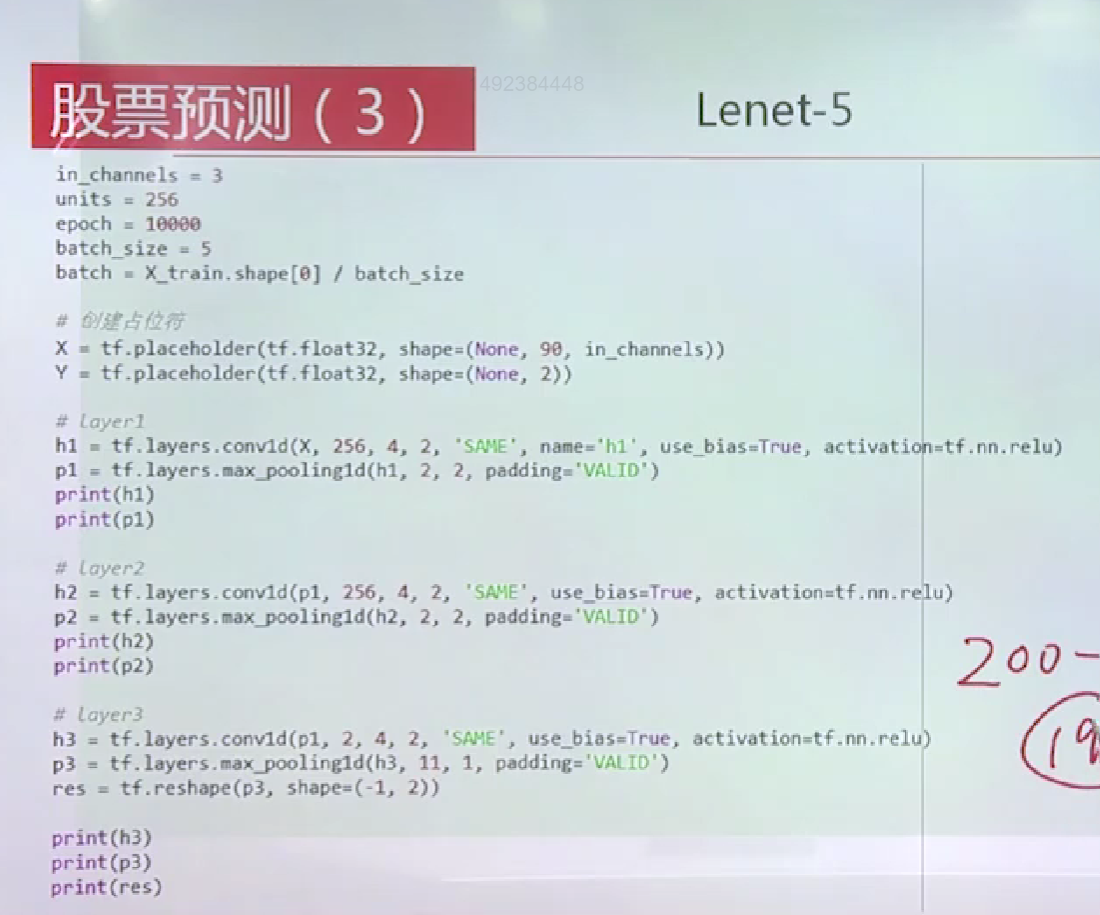 股票预测（3）
492384448
Lenet-5
in_channels = 3
units = 256
epoch = 10000
batch_size = 5
batch = X_train.shape[0] / batch_size
# 创建占位符
X = tf.placeholder(tf.float32, shape=(None, 90, in_channels))
Y = tf.placeholder(tf.float32, shape=(None, 2))
# Layer1
h1 = tf.layers.conv1d(X, 256, 4, 2, 'SAME', name='h1', use_bias=True, activation=tf.nn.relu)
p1 = tf.layers.max_pooling1d(h1, 2, 2, padding='VALID')
print(h1)
print(p1)
# Layer2
h2 = tf.layers.conv1d(p1, 256, 4, 2, 'SAME', use_bias=True, activation=tf.nn.relu)
p2 = tf.layers.max_pooling1d(h2, 2, 2, padding='VALID')
print(h2)
print(p2)
200-
# Layer3
h3 = tf.layers.conv1d(p1, 2, 4, 2, 'SAME', use_bias=True, activation=tf.nn.relu)
p3 = tf.layers.max_pooling1d(h3, 11, 1, padding='VALID')
res = tf.reshape(p3, shape=(-1, 2))
print(h3)
print(p3)
print(res)